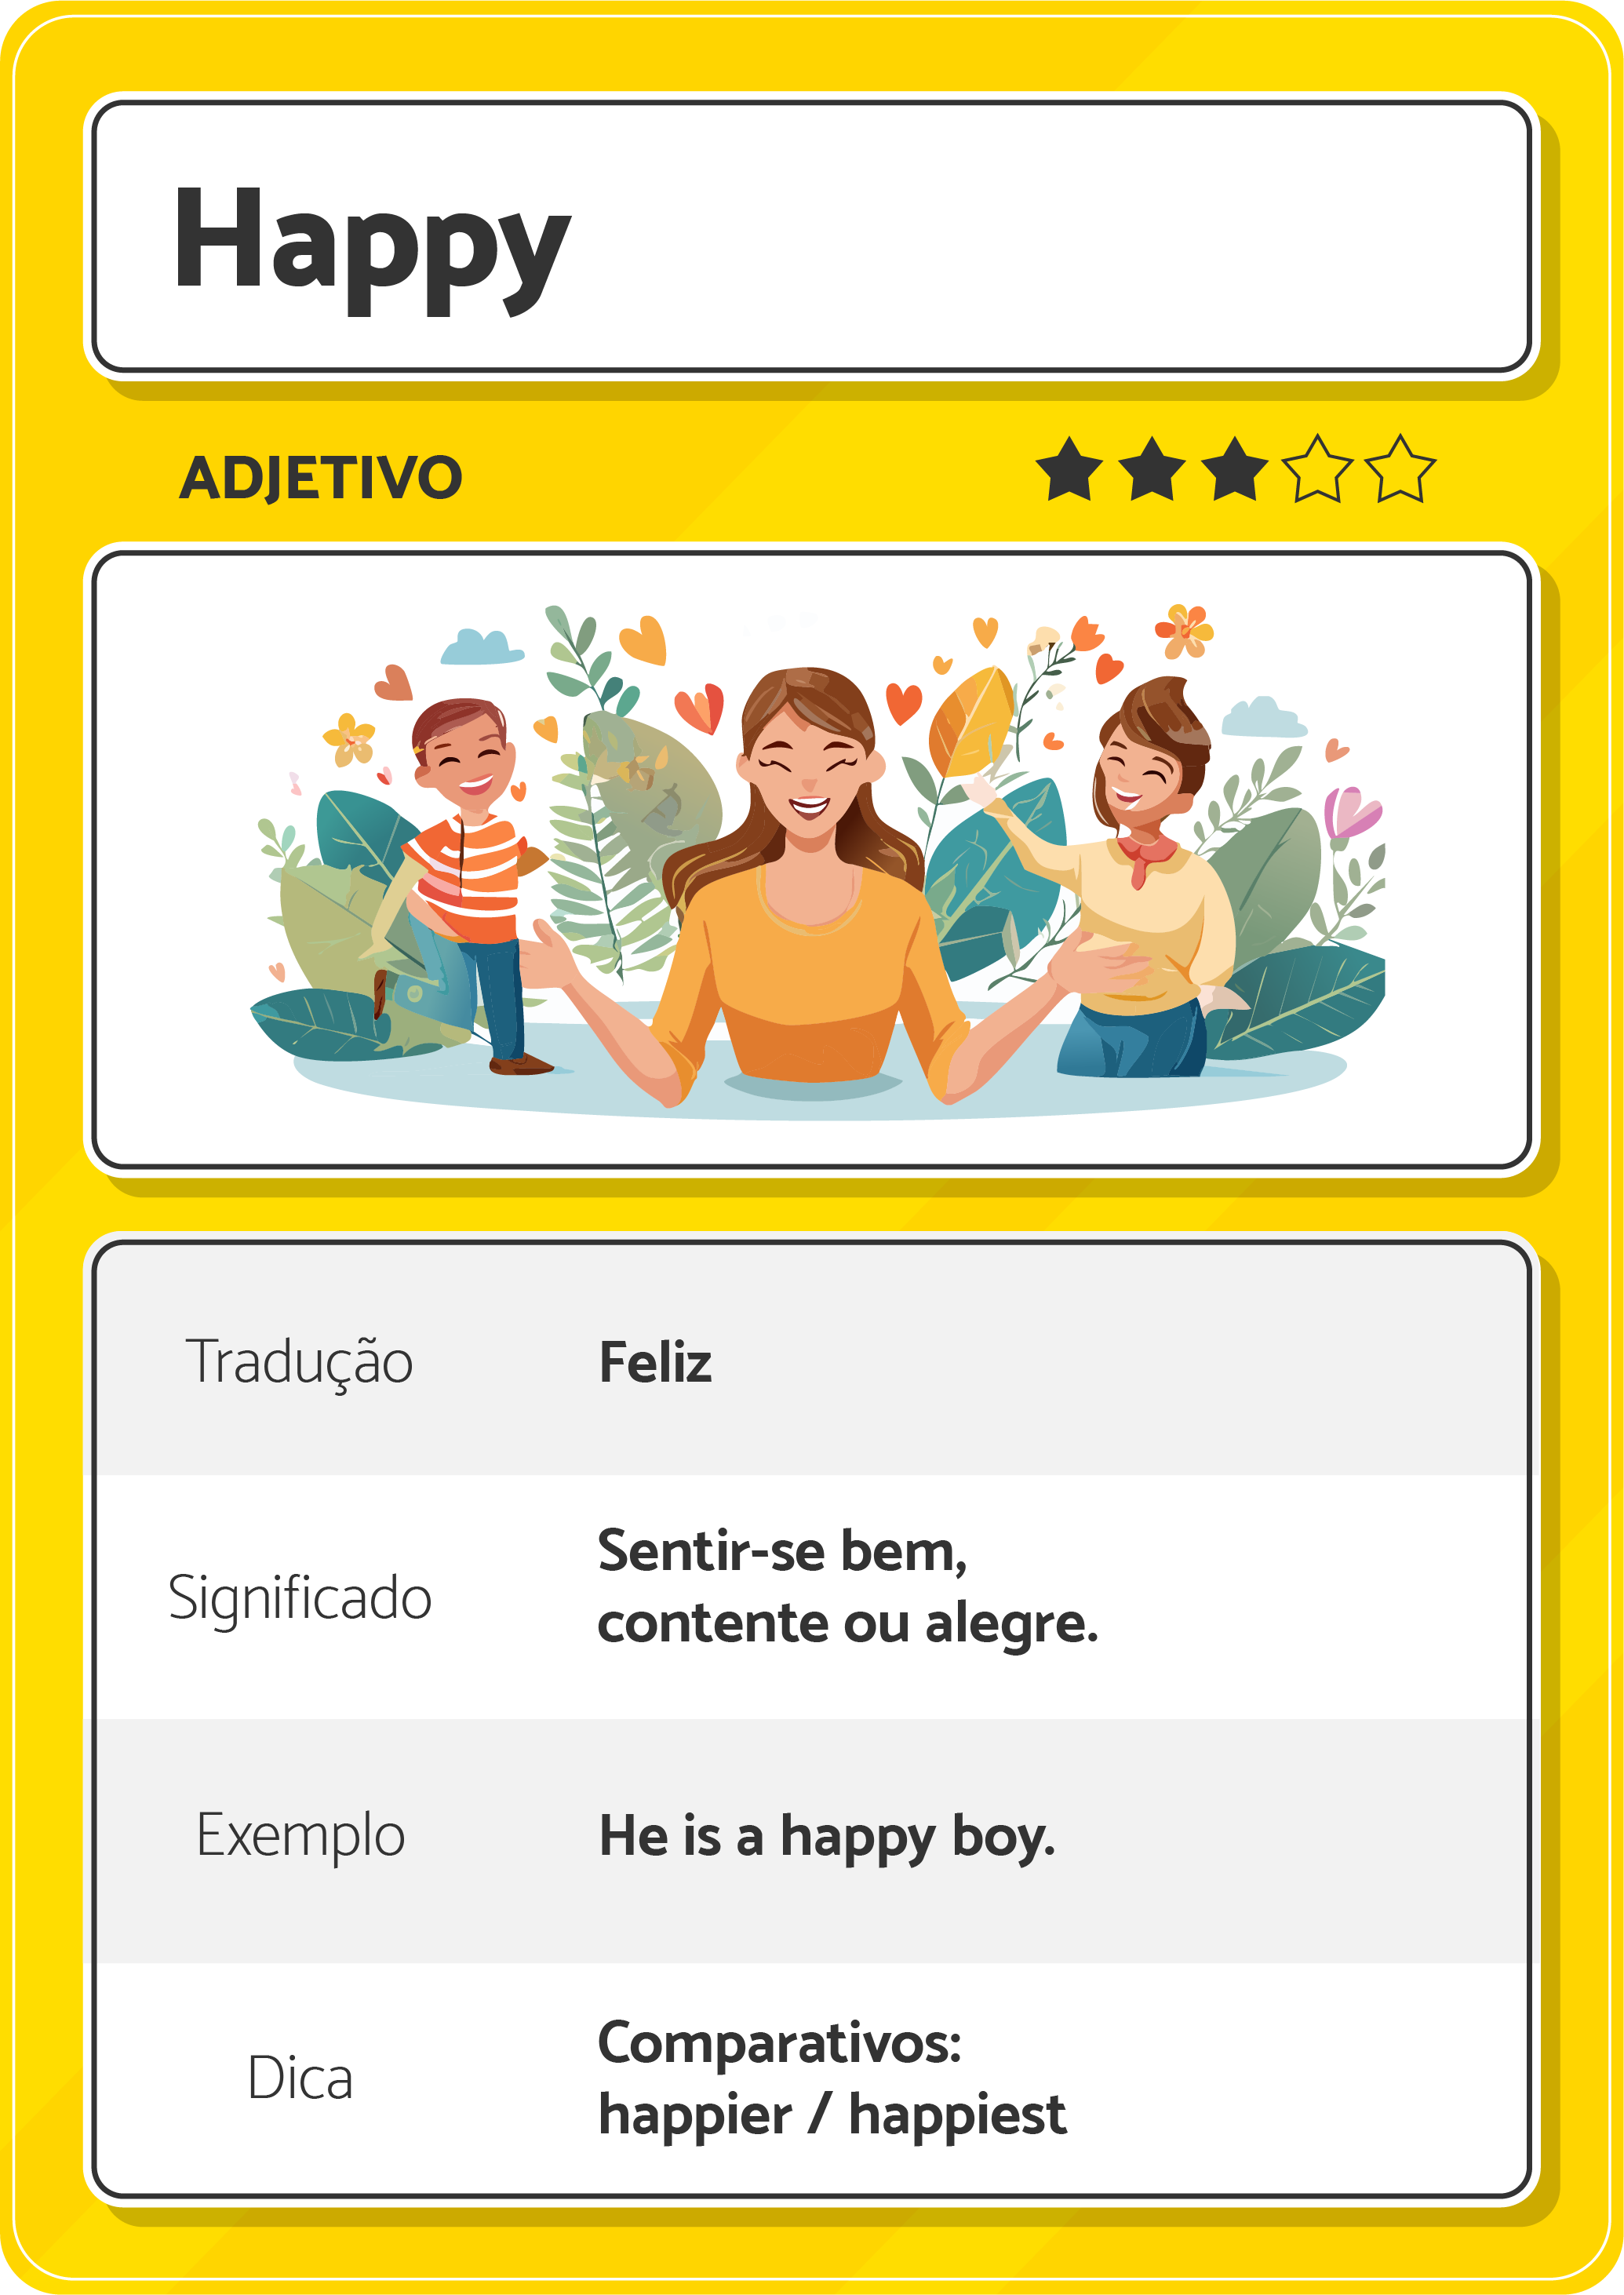 Happy
ADJETIVO
Tradução
Feliz
Significado
Sentir-se bem,
contente ou alegre.
Exemplo
He is a happy boy.
Dica
Comparativos:
happier / happiest